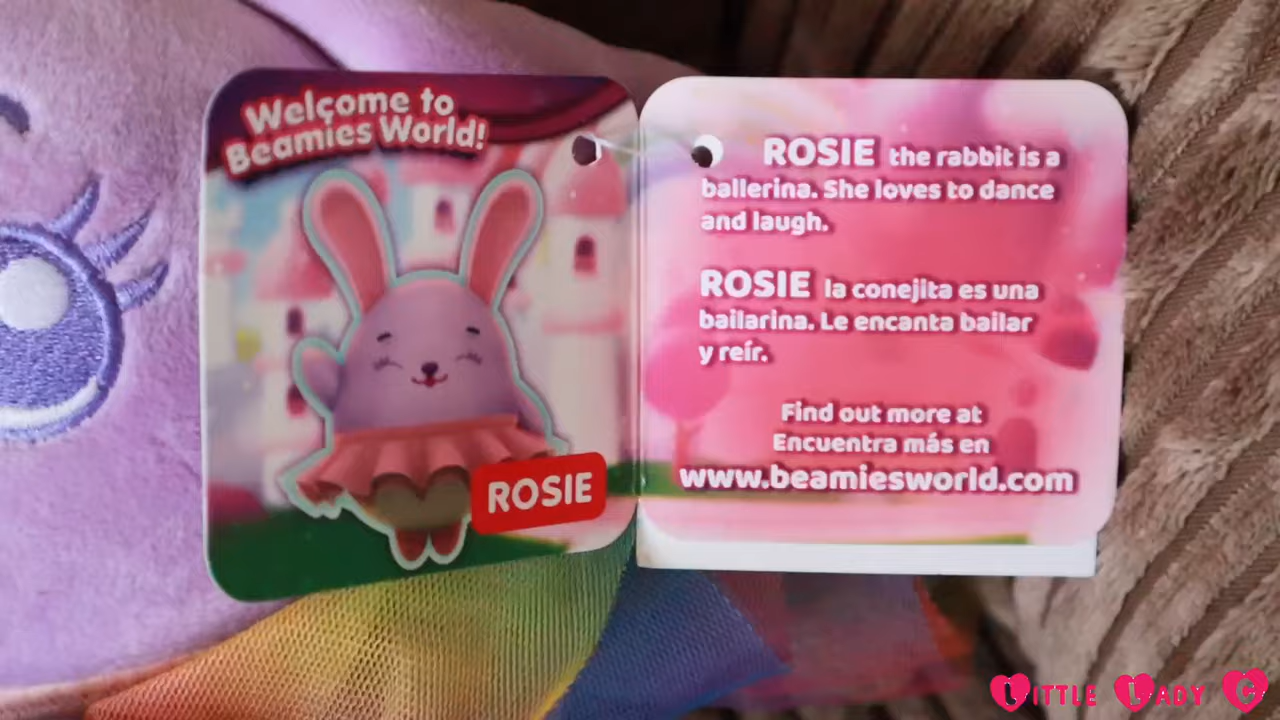 Welcome to
Beamies World!
ROSIE
ROSIE the rabbit is a
ballerina. She loves to dance
and laugh.
ROSIE la conejita es una
bailarina. Le encanta bailar
y reír.
Find out more at
Encuentra más en
www.beamiesworld.com
LITTLE LADY C